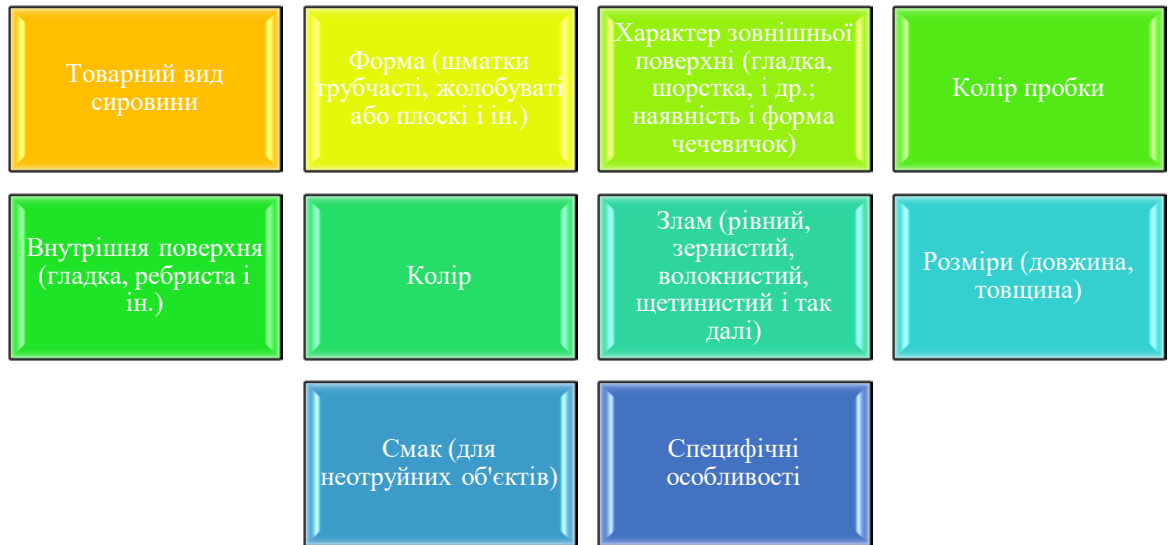 Товарний вид
сировини
Форма (шматки
трубчасті, жолобуваті
або плоскі і ін.)
Характер зовнішньої
поверхні (гладка,
шорстка, і др.;
наявність і форма
чечевичок)
Колір пробки
Внутрішня поверхня
(гладка, ребриста і
ін.)
Колір
Злам (рівний,
зернистий,
волокнистий,
щетинистий і так
далі)
Розміри (довжина,
товщина)
Смак (для
неотруйних об'єктів)
Специфічні
особливості